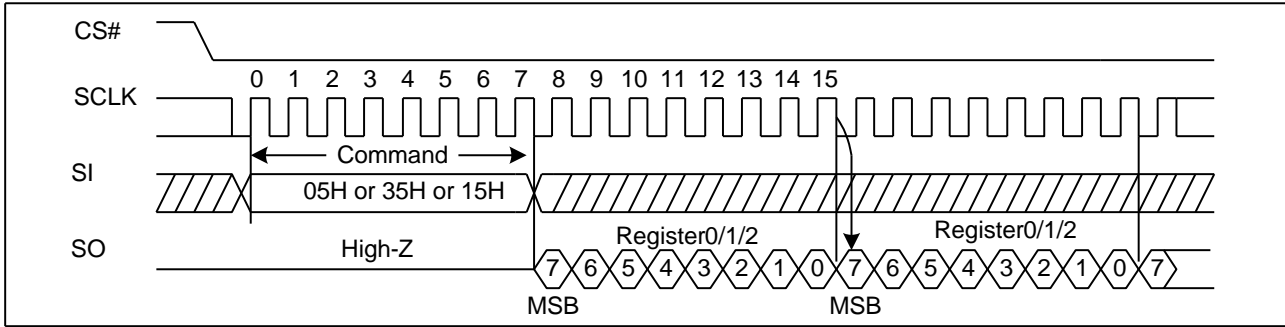 CS#
0 1 2 3 4 5 6 7 8 9 10 11 12 13 14 15
SCLK
Command
SI
05H or 35H or 15H
Register0/1/2 Register0/1/2
SO High-Z
7 6 5 4 3 2 1 0 7 6 5 4 3 2 1 0 7
MSB MSB